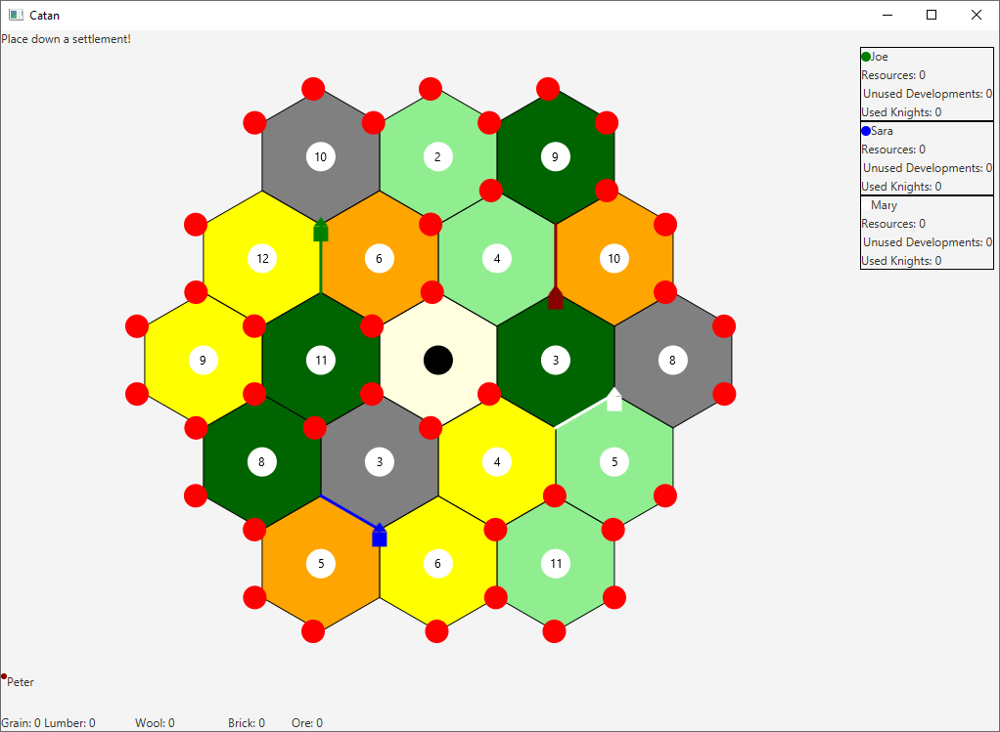 Catan
Place down a settlement!
Joe
Resources: 0
Unused Developments: 0
Used Knights: 0
Sara
Resources: 0
Unused Developments: 0
Used Knights: 0
Mary
Resources: 0
Unused Developments: 0
Used Knights: 0
10 2 9
12 6 4 10
9 11 3 8
8 3 4 5
5 6 11
Peter
Grain: 0 Lumber: 0 Wool: 0 Brick: 0 Ore: 0